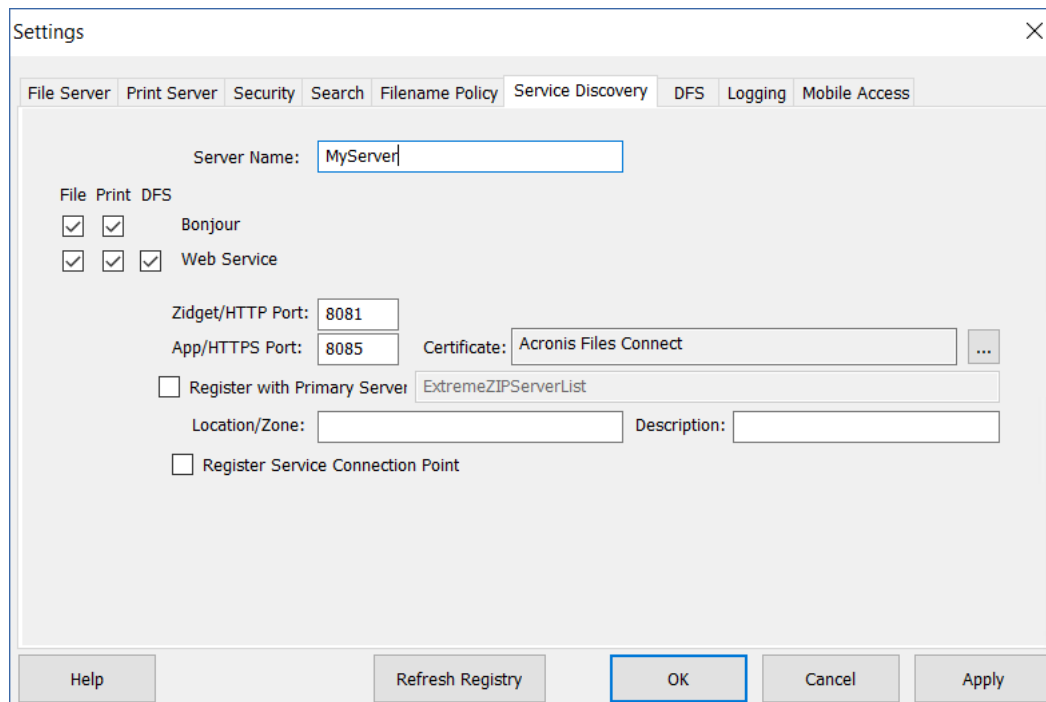 Settings
File Server Print Server Security Search Filename Policy Service Discovery DFS Logging Mobile Access
Server Name: MyServer
File Print DFS
Bonjour
Web Service
Zidget/HTTP Port: 8081
App/HTTPS Port: 8085 Certificate: Acronis Files Connect ...
Register with Primary Server ExtremeZIPServerList
Location/Zone: Description:
Register Service Connection Point
Help Refresh Registry OK Cancel Apply